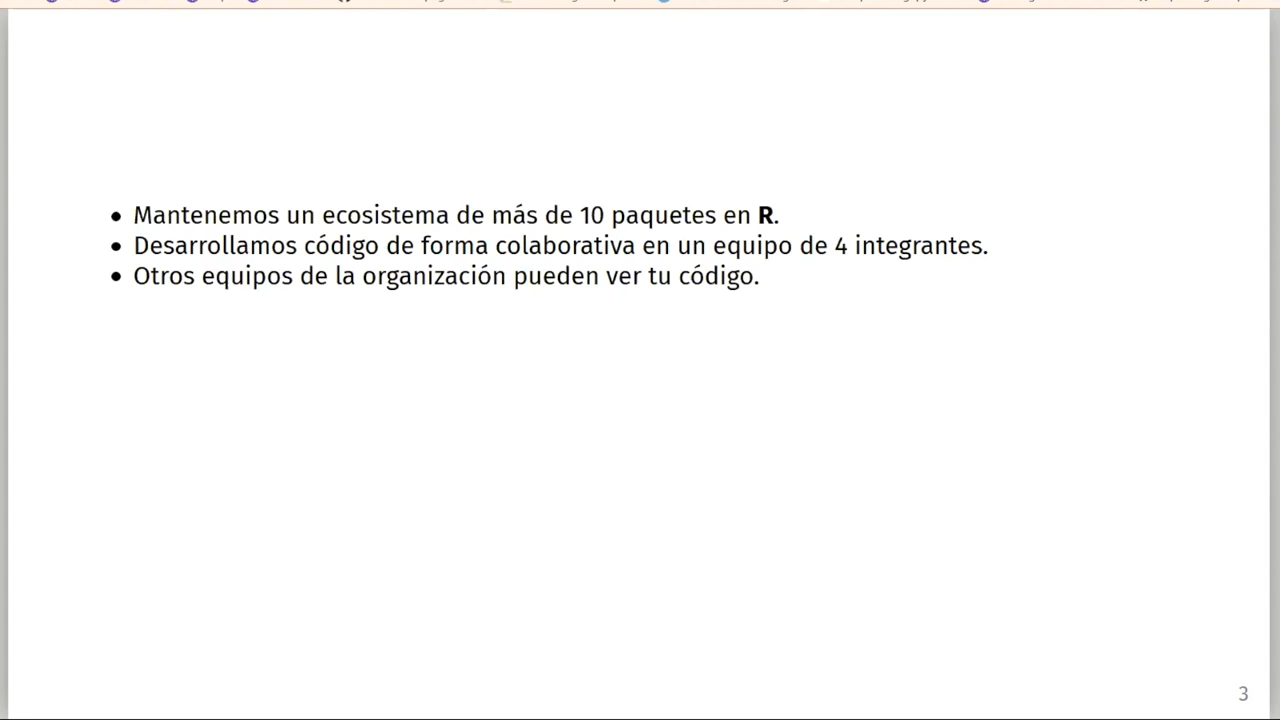 • Mantenemos un ecosistema de más de 10 paquetes en R.
• Desarrollamos código de forma colaborativa en un equipo de 4 integrantes.
• Otros equipos de la organización pueden ver tu código.
3